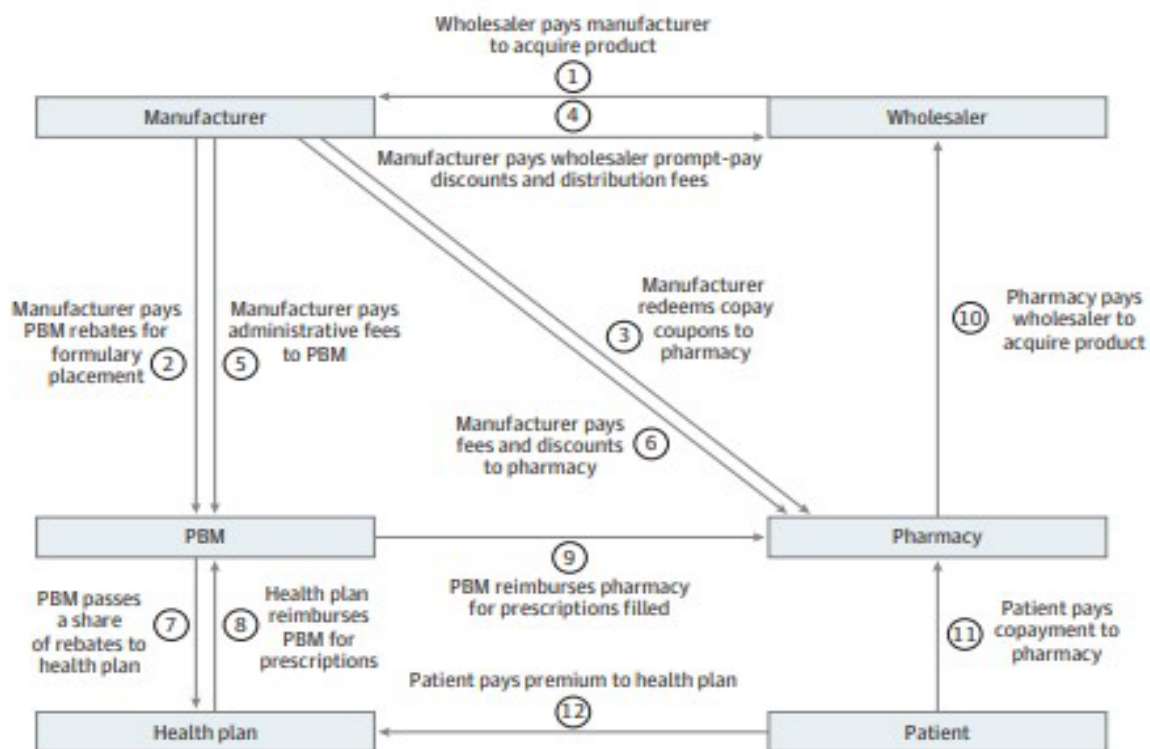 Wholesaler pays manufacturer
to acquire product
1
Manufacturer
4
Wholesaler
Manufacturer pays wholesaler prompt-pay
discounts and distribution fees
Manufacturer pays
PBM rebates for
formulary
placement
2
5
Manufacturer pays
administrative fees
to PBM
Manufacturer
redeems copay
coupons to
pharmacy
3
10
Pharmacy pays
wholesaler to
acquire product
Manufacturer pays
fees and discounts
to pharmacy
6
PBM
Pharmacy
9
PBM reimburses pharmacy
for prescriptions filled
PBM passes
a share
of rebates to
health plan
7
8
Health plan
reimburses
PBM for
prescriptions
11
Patient pays
copayment to
pharmacy
Patient pays premium to health plan
12
Health plan
Patient